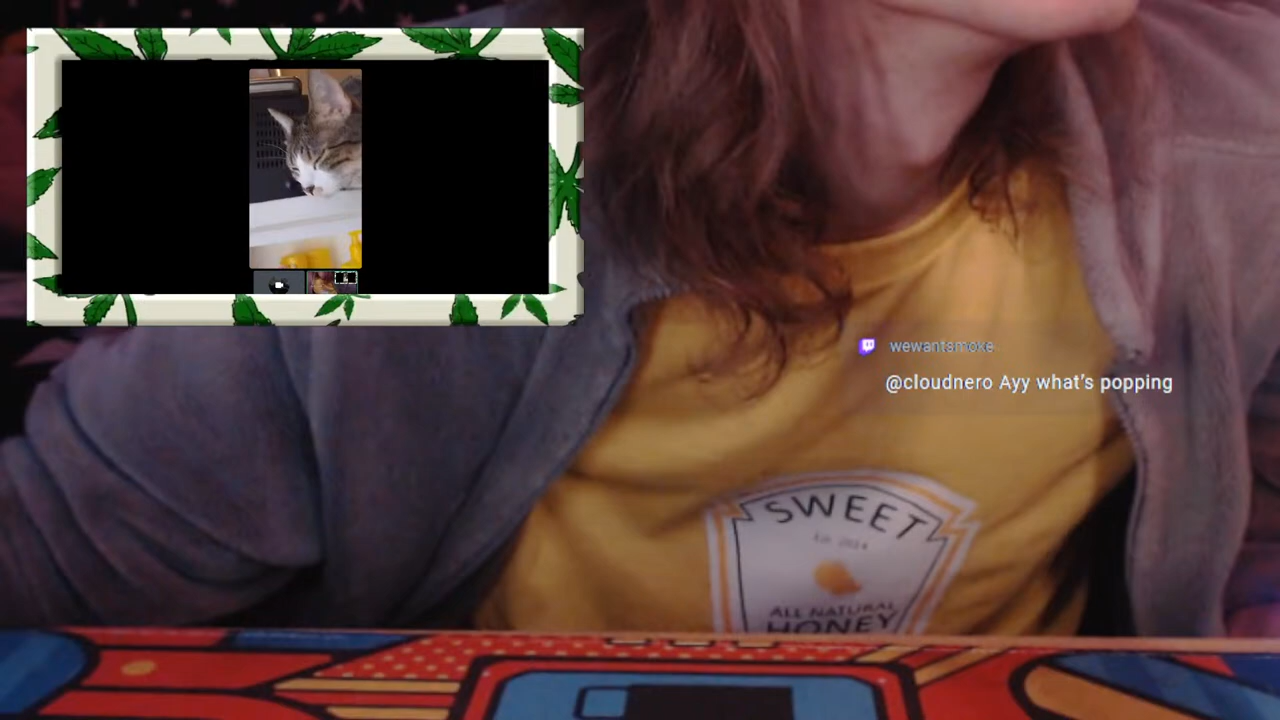 wewantsmoke
@cloudnero Ayy what's popping
SWEET
ALL NATURAL
HONEY